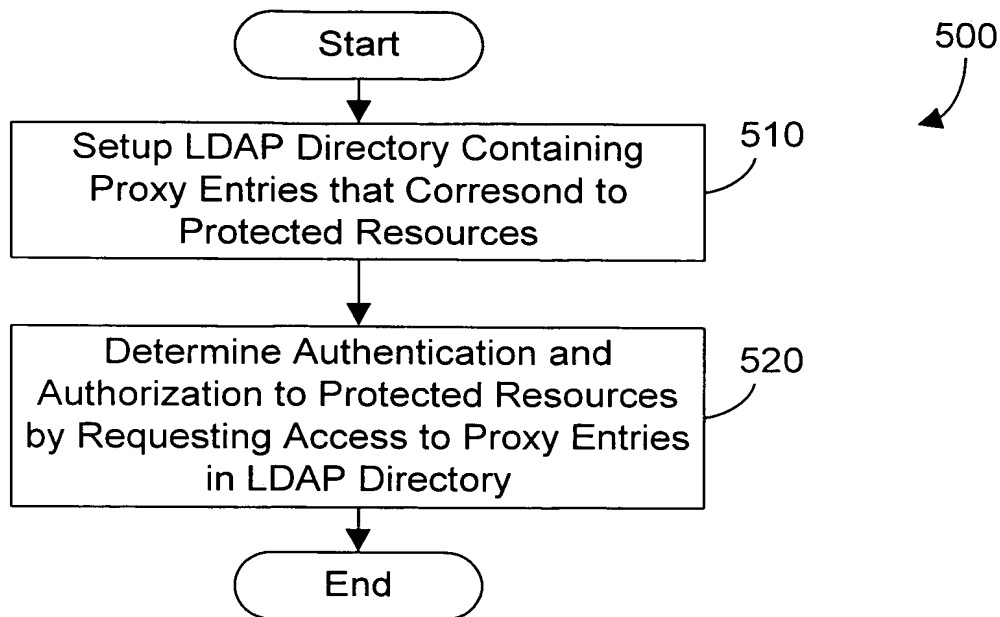 Start
500
510
Setup LDAP Directory Containing
Proxy Entries that Corresond to
Protected Resources
520
Determine Authentication and
Authorization to Protected Resources
by Requesting Access to Proxy Entries
in LDAP Directory
End